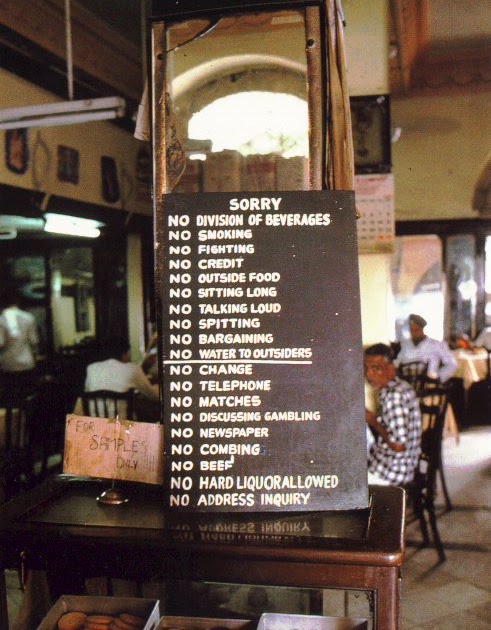 SORRY
NO DIVISION OF BEVERAGES
NO SMOKING
NO FIGHTING
NO CREDIT
NO OUTSIDE FOOD
NO SITTING LONG
NO TALKING LOUD
NO SPITTING
NO BARGAINING
NO WATER TO OUTSIDERS
NO CHANGE
NO TELEPHONE
NO MATCHES
NO DISCUSSING GAMBLING
NO NEWSPAPER
NO COMBING
NO BEEF
NO HARD LIQUOR ALLOWED
NO ADDRESS INQUIRY
FOR
SAMPLES
ONLY